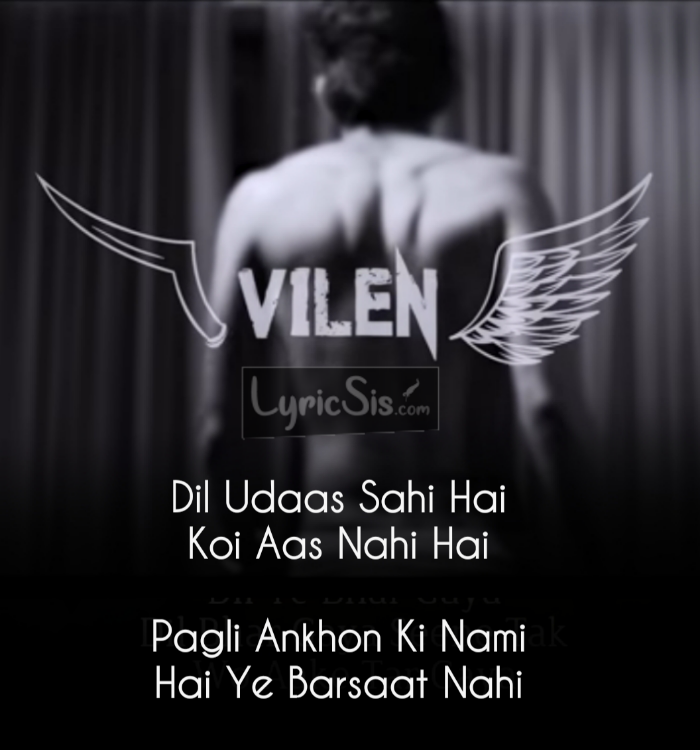 VILEN
LyricSis.com
Dil Udaas Sahi Hai
Koi Aas Nahi Hai
Pagli Ankhon Ki Nami
Hai Ye Barsaat Nahi